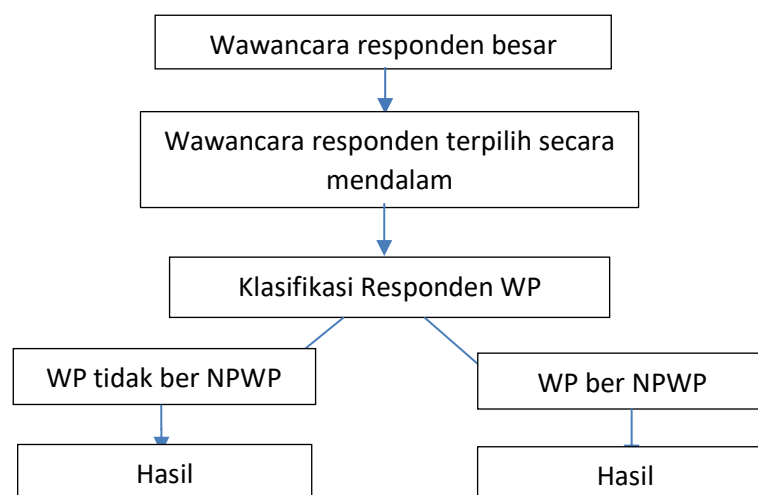 Wawancara responden besar
Wawancara responden terpilih secara
mendalam
Klasifikasi Responden WP
WP tidak ber NPWP
WP ber NPWP
Hasil
Hasil